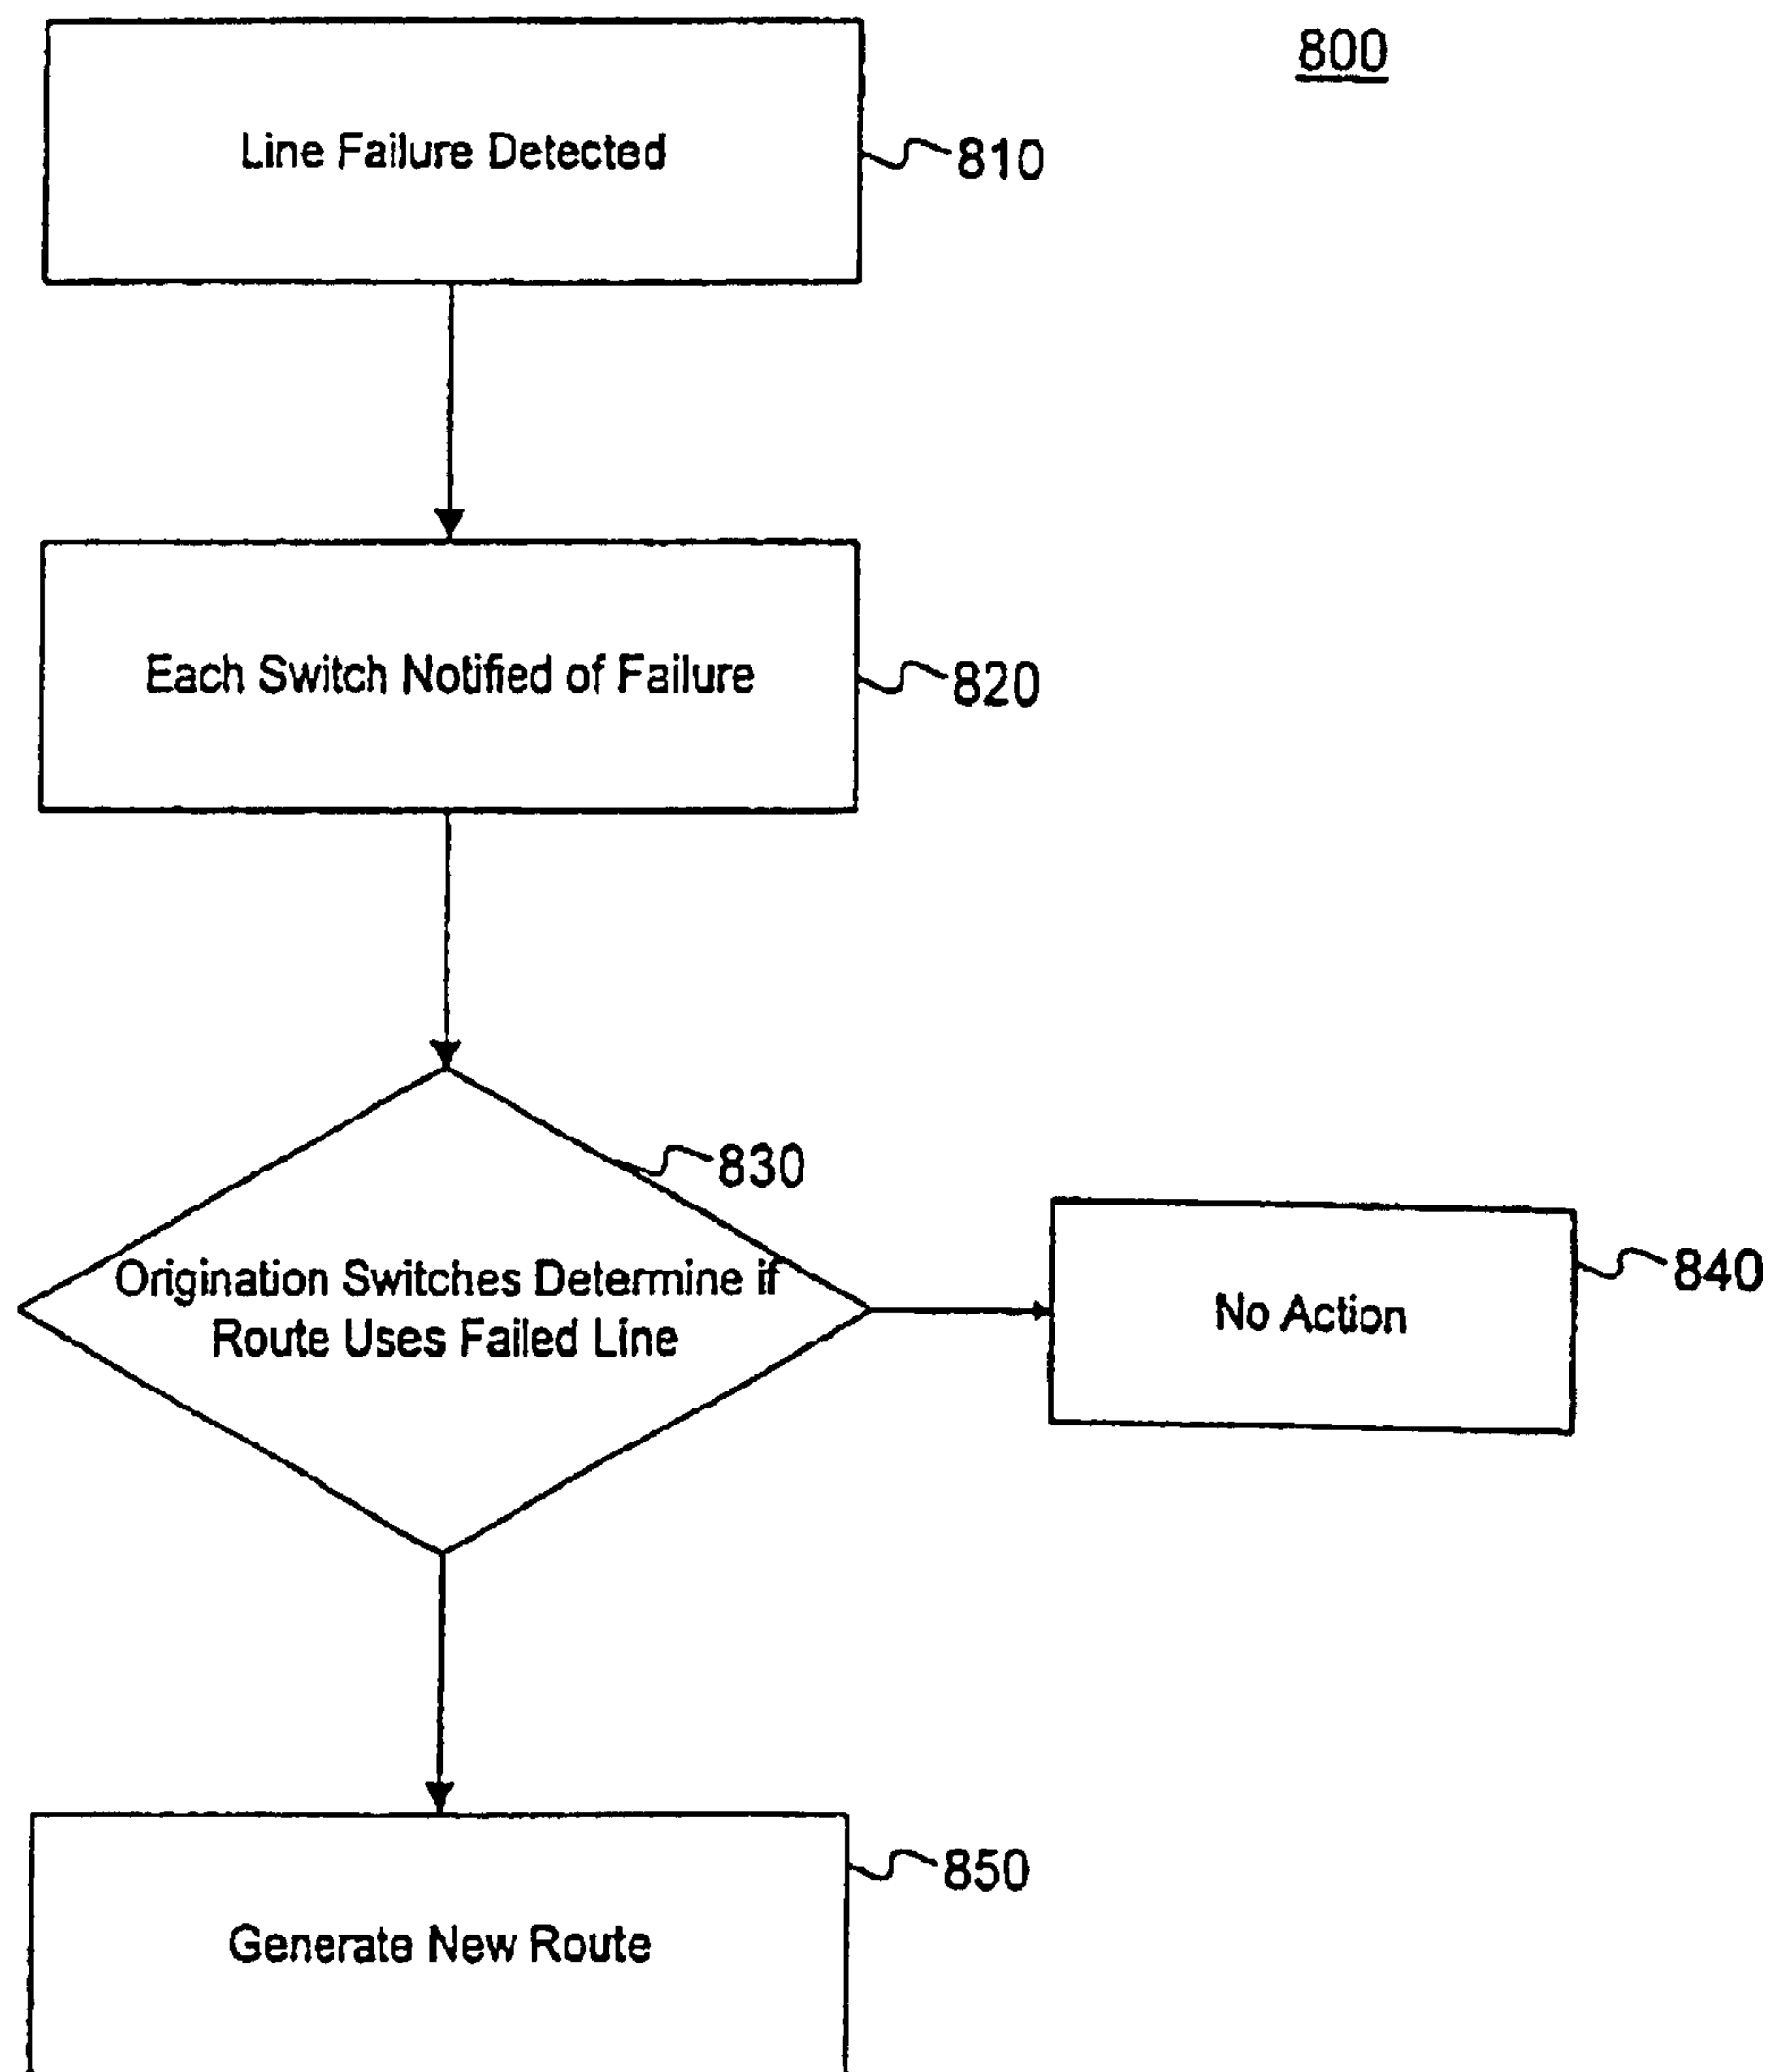 800
Line Failure Detected
810
Each Switch Notified of Failure
820
830
Origination Switches Determine if
Route Uses Failed Line
840
No Action
850
Generate New Route